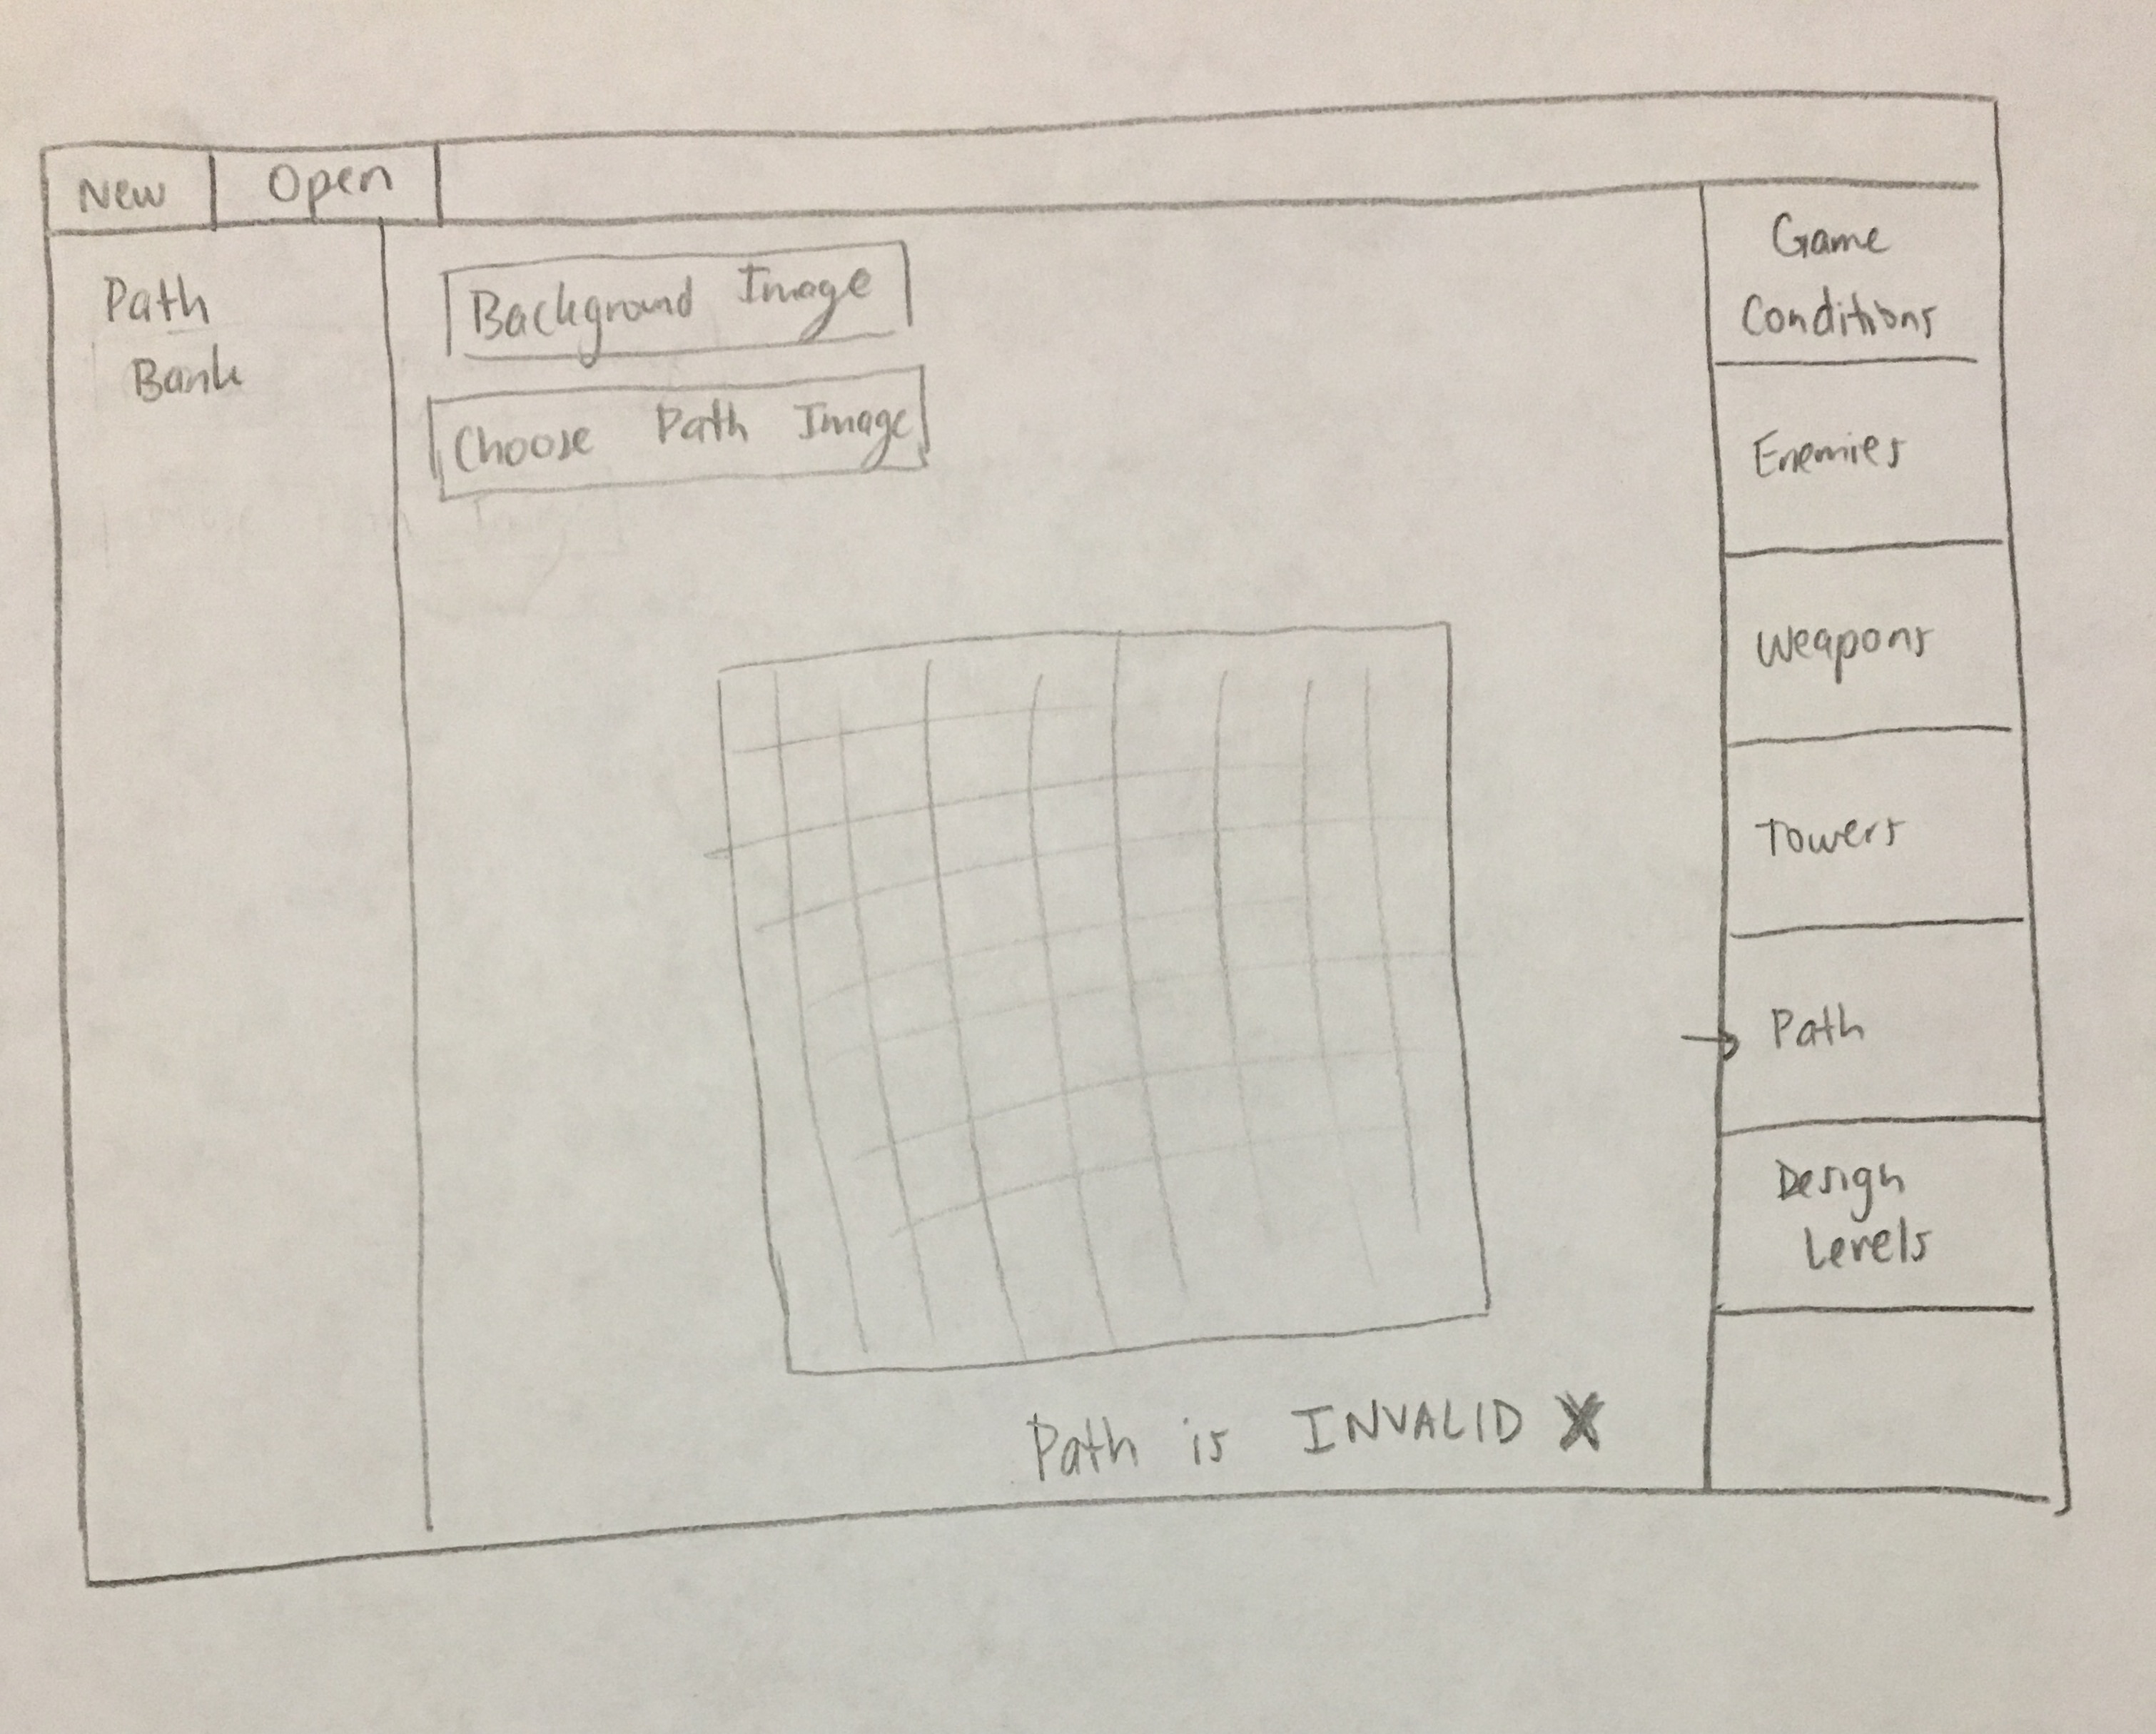 New
Open
Path
Bank
Background Image
Choose Path Image
Path is INVALID X
Game
Conditions
Enemies
Weapons
Towers
Path
Design
Levels